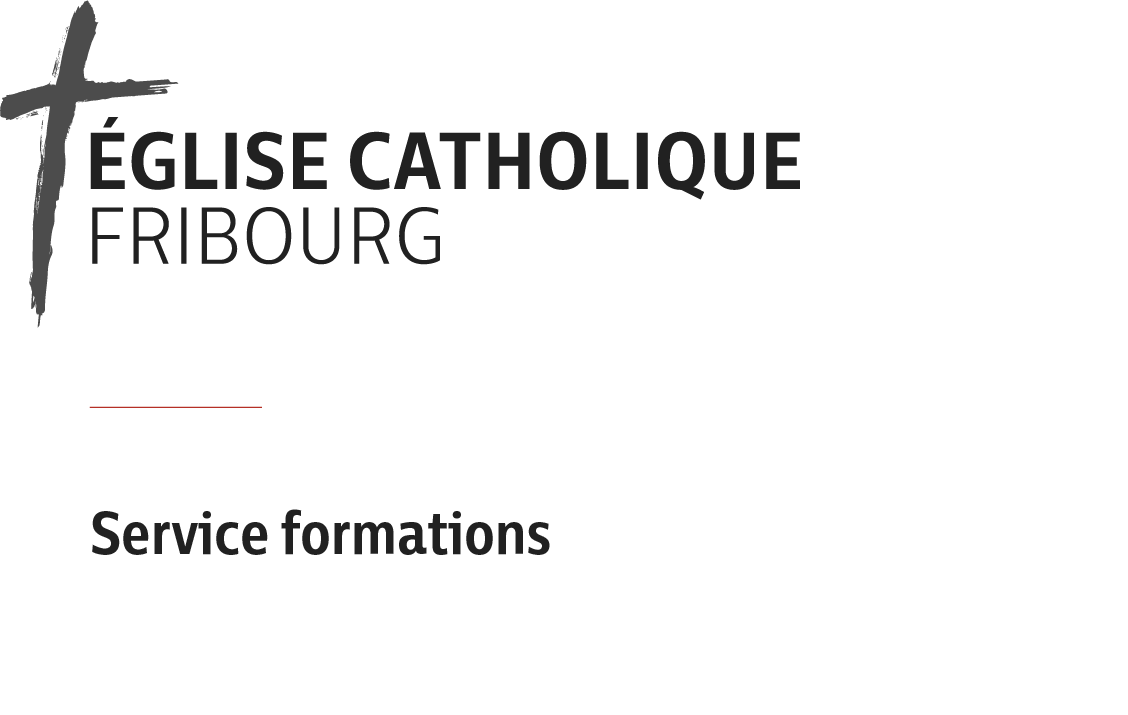 ÉGLISE CATHOLIQUE
FRIBOURG
Service formations